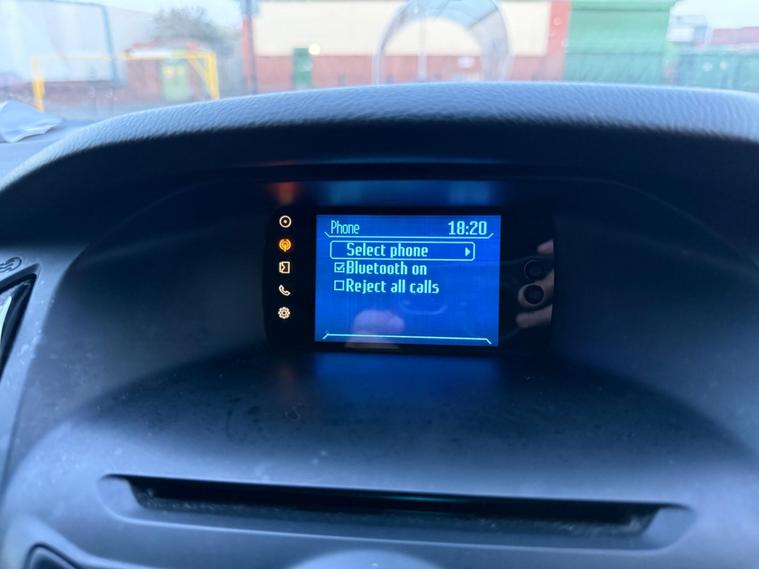 Phone 18:20
Select phone
Bluetooth on
Reject all calls